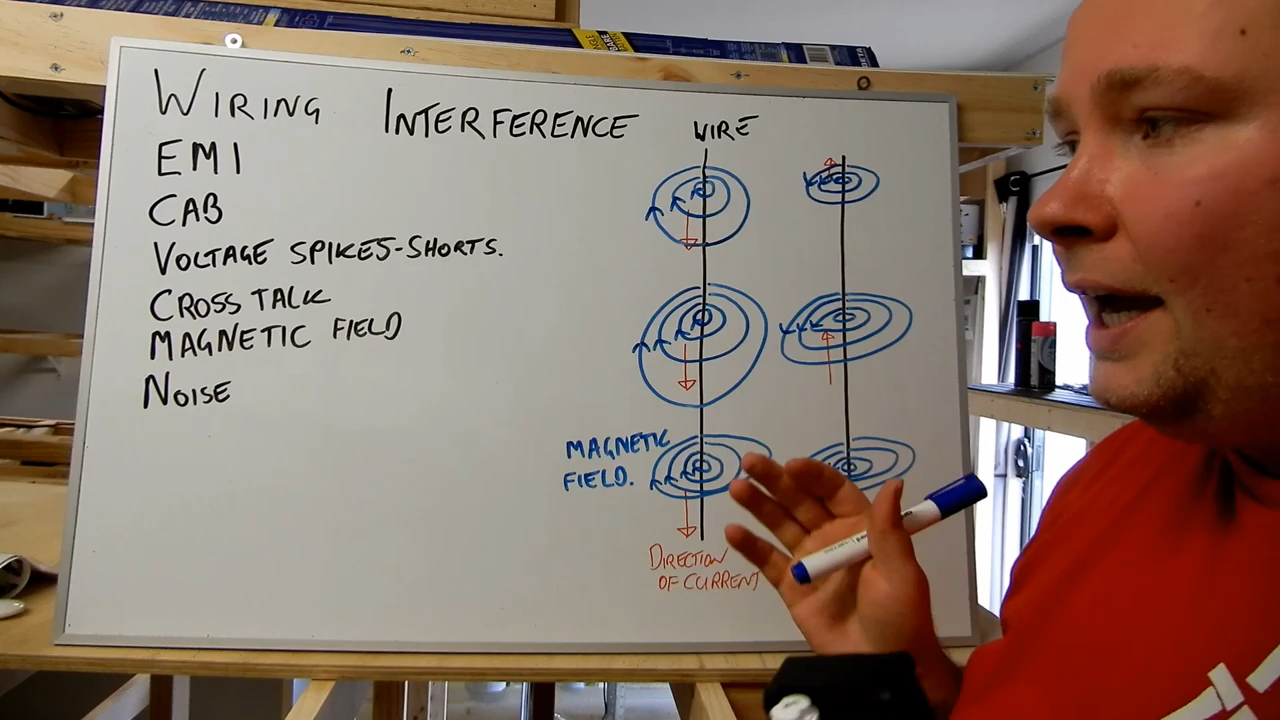 WIRING INTERFERENCE
EMI
CAB
VOLTAGE SPIKES-SHORTS.
CROSS TALK
MAGNETIC FIELD
NOISE
WIRE
MAGNETIC
FIELD.
DIRECTION
OF CURRENT